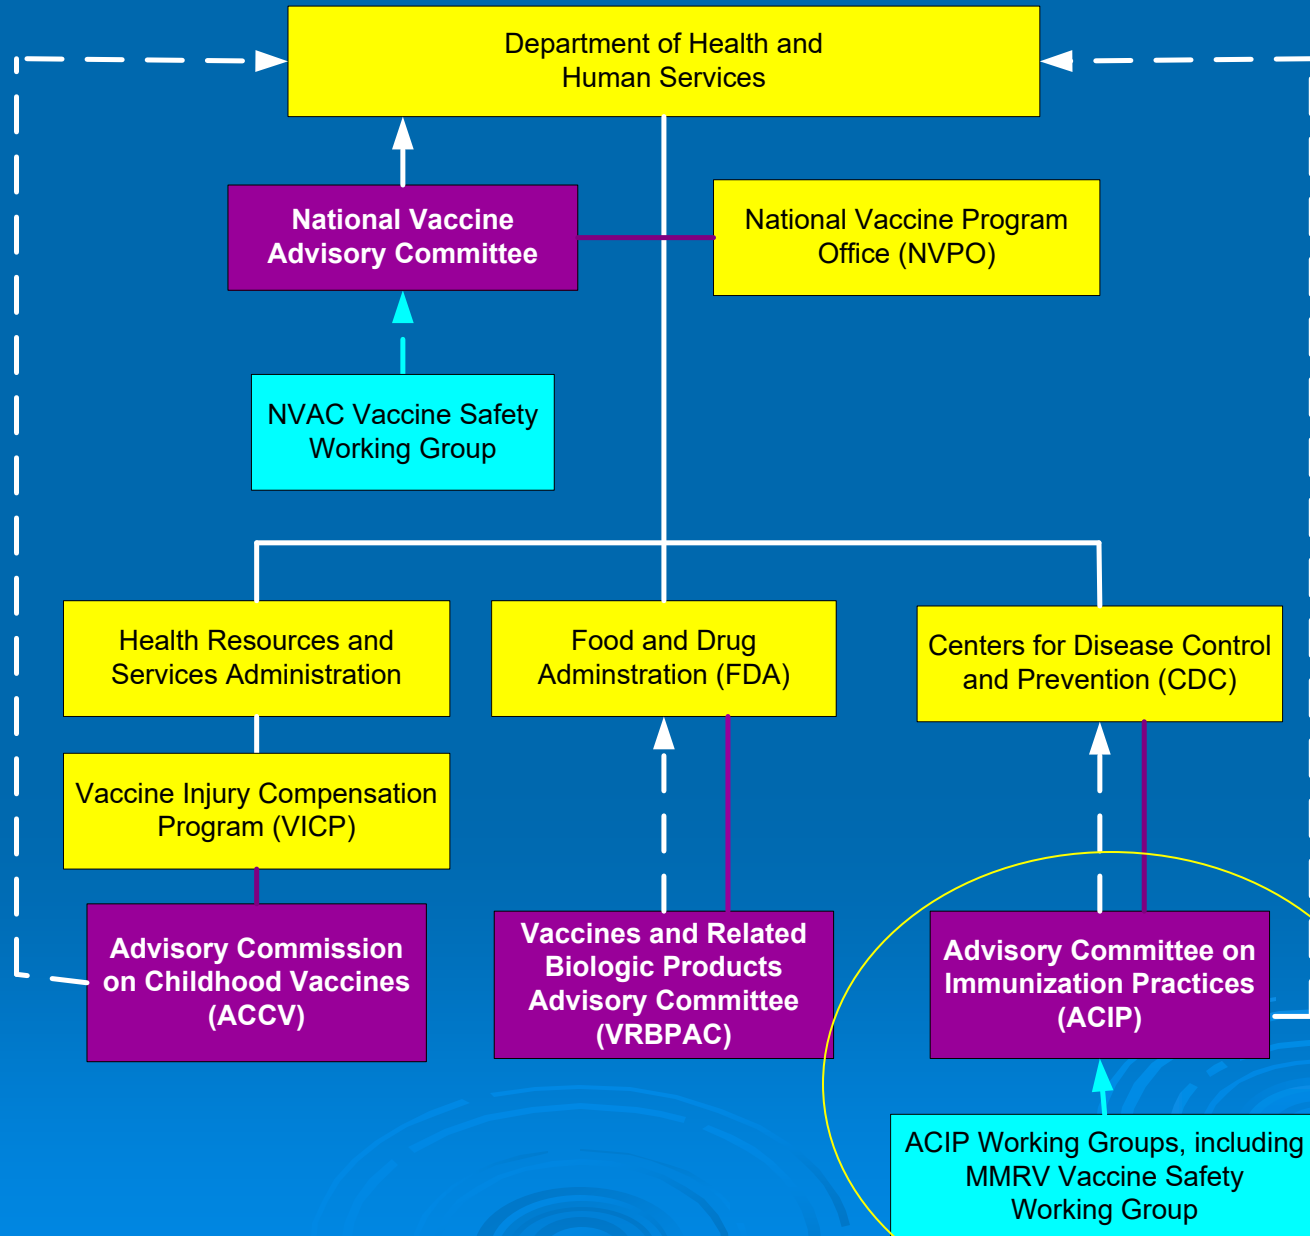 Department of Health and
Human Services
National Vaccine
Advisory Committee
National Vaccine Program
Office (NVPO)
NVAC Vaccine Safety
Working Group
Health Resources and
Services Administration
Food and Drug
Adminstration (FDA)
Centers for Disease Control
and Prevention (CDC)
Vaccine Injury Compensation
Program (VICP)
Advisory Commission
on Childhood Vaccines
(ACCV)
Vaccines and Related
Biologic Products
Advisory Committee
(VRBPAC)
Advisory Committee on
Immunization Practices
(ACIP)
ACIP Working Groups, including
MMRV Vaccine Safety
Working Group